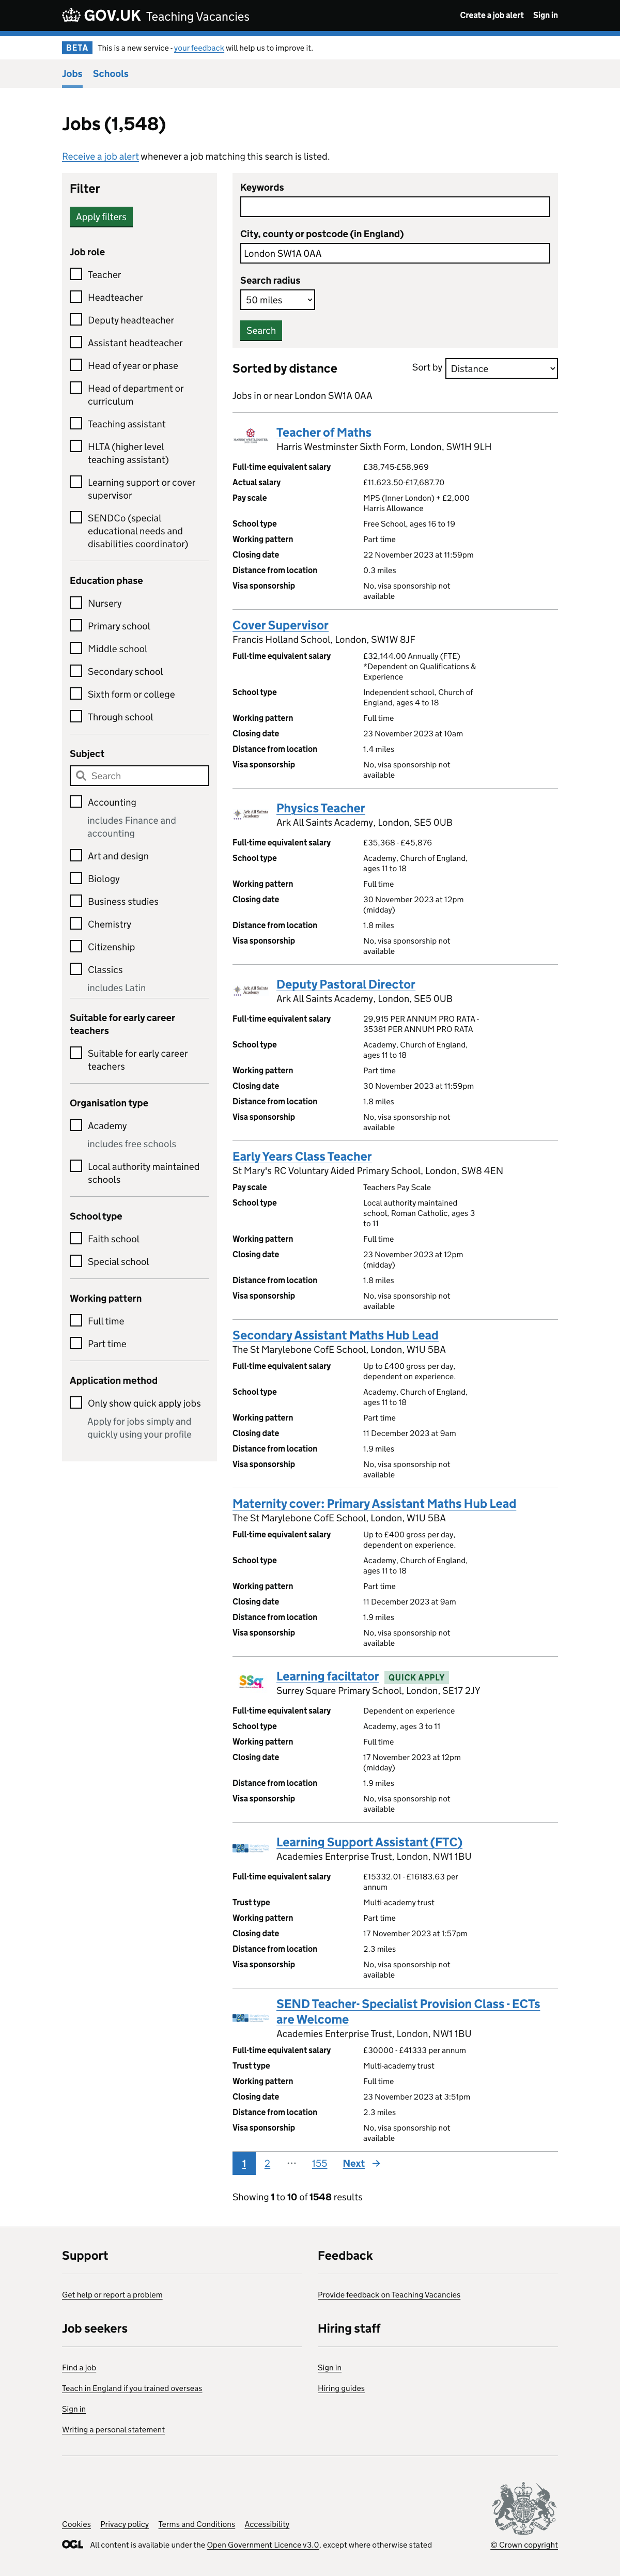 GOV.UK Teaching Vacancies
Create a job alert Sign in
BETA This is a new service - your feedback will help us to improve it.
Jobs Schools
Jobs (1,548)
Receive a job alert whenever a job matching this search is listed.
Filter
Apply filters
Job role
Teacher
Headteacher
Deputy headteacher
Assistant headteacher
Head of year or phase
Head of department or
curriculum
Teaching assistant
HLTA (higher level
teaching assistant)
Learning support or cover
supervisor
SENDCo (special
educational needs and
disabilities coordinator)
Education phase
Nursery
Primary school
Middle school
Secondary school
Sixth form or college
Through school
Subject
Search
Accounting
includes Finance and
accounting
Art and design
Biology
Business studies
Chemistry
Citizenship
Classics
includes Latin
Suitable for early career
teachers
Suitable for early career
teachers
Organisation type
Academy
includes free schools
Local authority maintained
schools
School type
Faith school
Special school
Working pattern
Full time
Part time
Application method
Only show quick apply jobs
Apply for jobs simply and
quickly using your profile
Keywords
City, county or postcode (in England)
London SW1A 0AA
Search radius
50 miles
Search
Sorted by distance
Sort by Distance
Jobs in or near London SW1A 0AA
Teacher of Maths
Harris Westminster Sixth Form, London, SW1H 9LH
Full-time equivalent salary £38,745-£58,969
Actual salary £11.623.50-£17,687.70
Pay scale MPS (Inner London) + £2,000
Harris Allowance
School type Free School, ages 16 to 19
Working pattern Part time
Closing date 22 November 2023 at 11:59pm
Distance from location 0.3 miles
Visa sponsorship No, visa sponsorship not
available
Cover Supervisor
Francis Holland School, London, SW1W 8JF
Full-time equivalent salary £32,144.00 Annually (FTE)
*Dependent on Qualifications &
Experience
School type Independent school, Church of
England, ages 4 to 18
Working pattern Full time
Closing date 23 November 2023 at 10am
Distance from location 1.4 miles
Visa sponsorship No, visa sponsorship not
available
Ark All Saints
Academy
Physics Teacher
Ark All Saints Academy, London, SE5 0UB
Full-time equivalent salary £35,368 - £45,876
School type Academy, Church of England,
ages 11 to 18
Working pattern Full time
Closing date 30 November 2023 at 12pm
(midday)
Distance from location 1.8 miles
Visa sponsorship No, visa sponsorship not
available
Ark All Saints
Academy
Deputy Pastoral Director
Ark All Saints Academy, London, SE5 0UB
Full-time equivalent salary 29,915 PER ANNUM PRO RATA -
35381 PER ANNUM PRO RATA
School type Academy, Church of England,
ages 11 to 18
Working pattern Part time
Closing date 30 November 2023 at 11:59pm
Distance from location 1.8 miles
Visa sponsorship No, visa sponsorship not
available
Early Years Class Teacher
St Mary's RC Voluntary Aided Primary School, London, SW8 4EN
Pay scale Teachers Pay Scale
School type Local authority maintained
school, Roman Catholic, ages 3
to 11
Working pattern Full time
Closing date 23 November 2023 at 12pm
(midday)
Distance from location 1.8 miles
Visa sponsorship No, visa sponsorship not
available
Secondary Assistant Maths Hub Lead
The St Marylebone CofE School, London, W1U 5BA
Full-time equivalent salary Up to £400 gross per day,
dependent on experience.
School type Academy, Church of England,
ages 11 to 18
Working pattern Part time
Closing date 11 December 2023 at 9am
Distance from location 1.9 miles
Visa sponsorship No, visa sponsorship not
available
Maternity cover: Primary Assistant Maths Hub Lead
The St Marylebone CofE School, London, W1U 5BA
Full-time equivalent salary Up to £400 gross per day,
dependent on experience.
School type Academy, Church of England,
ages 11 to 18
Working pattern Part time
Closing date 11 December 2023 at 9am
Distance from location 1.9 miles
Visa sponsorship No, visa sponsorship not
available
SSq
Learning faciltator QUICK APPLY
Surrey Square Primary School, London, SE17 2JY
Full-time equivalent salary Dependent on experience
School type Academy, ages 3 to 11
Working pattern Full time
Closing date 17 November 2023 at 12pm
(midday)
Distance from location 1.9 miles
Visa sponsorship No, visa sponsorship not
available
Learning Support Assistant (FTC)
Academies Enterprise Trust, London, NW1 1BU
Full-time equivalent salary £15332.01 - £16183.63 per
annum
Trust type Multi-academy trust
Working pattern Part time
Closing date 17 November 2023 at 1:57pm
Distance from location 2.3 miles
Visa sponsorship No, visa sponsorship not
available
SEND Teacher- Specialist Provision Class - ECTs
are Welcome
Academies Enterprise Trust, London, NW1 1BU
Full-time equivalent salary £30000 - £41333 per annum
Trust type Multi-academy trust
Working pattern Full time
Closing date 23 November 2023 at 3:51pm
Distance from location 2.3 miles
Visa sponsorship No, visa sponsorship not
available
1 2 ⋯ 155 Next →
Showing 1 to 10 of 1548 results
Support
Get help or report a problem
Feedback
Provide feedback on Teaching Vacancies
Job seekers
Find a job
Teach in England if you trained overseas
Sign in
Writing a personal statement
Hiring staff
Sign in
Hiring guides
Cookies Privacy policy Terms and Conditions Accessibility
OGL All content is available under the Open Government Licence v3.0, except where otherwise stated
© Crown copyright